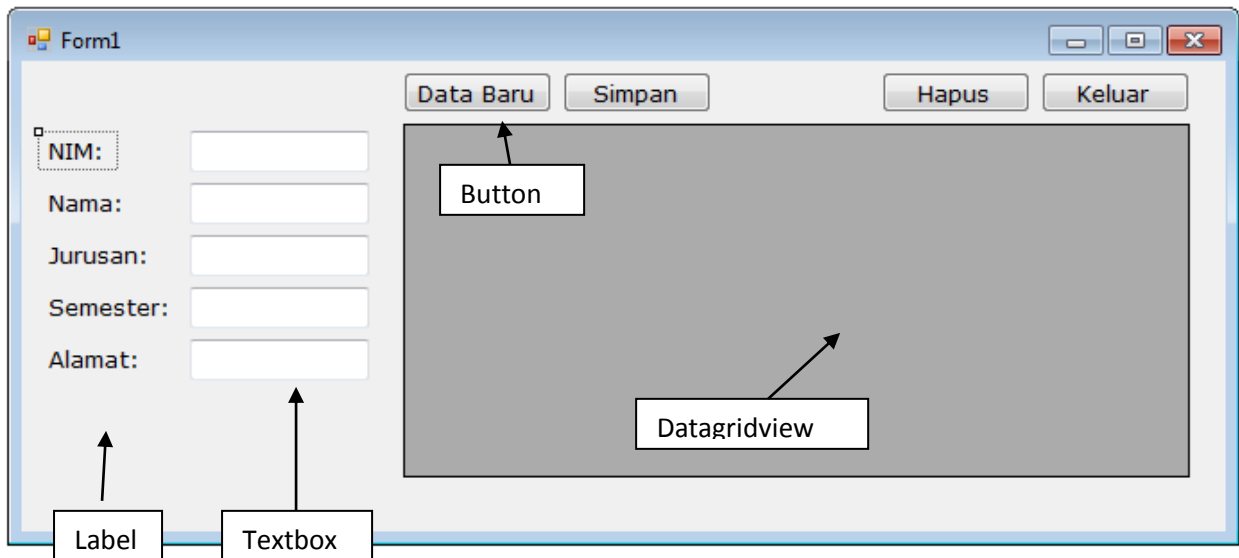 Form1
Data Baru Simpan Hapus Keluar
NIM:
Nama:
Jurusan:
Semester:
Alamat:
Button
Datagridview
Label
Textbox